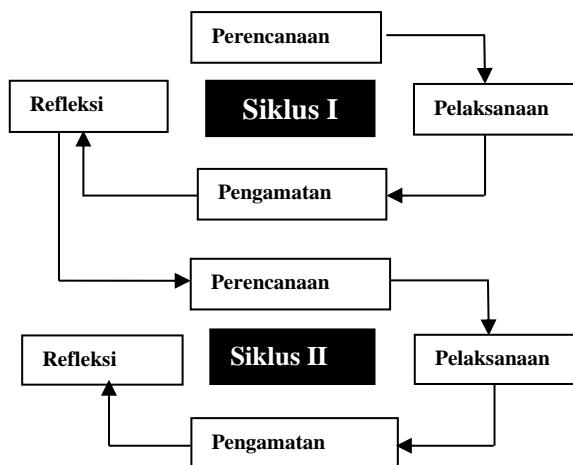 Perencanaan
Refleksi
Siklus I
Pelaksanaan
Pengamatan
Perencanaan
Refleksi
Siklus II
Pelaksanaan
Pengamatan